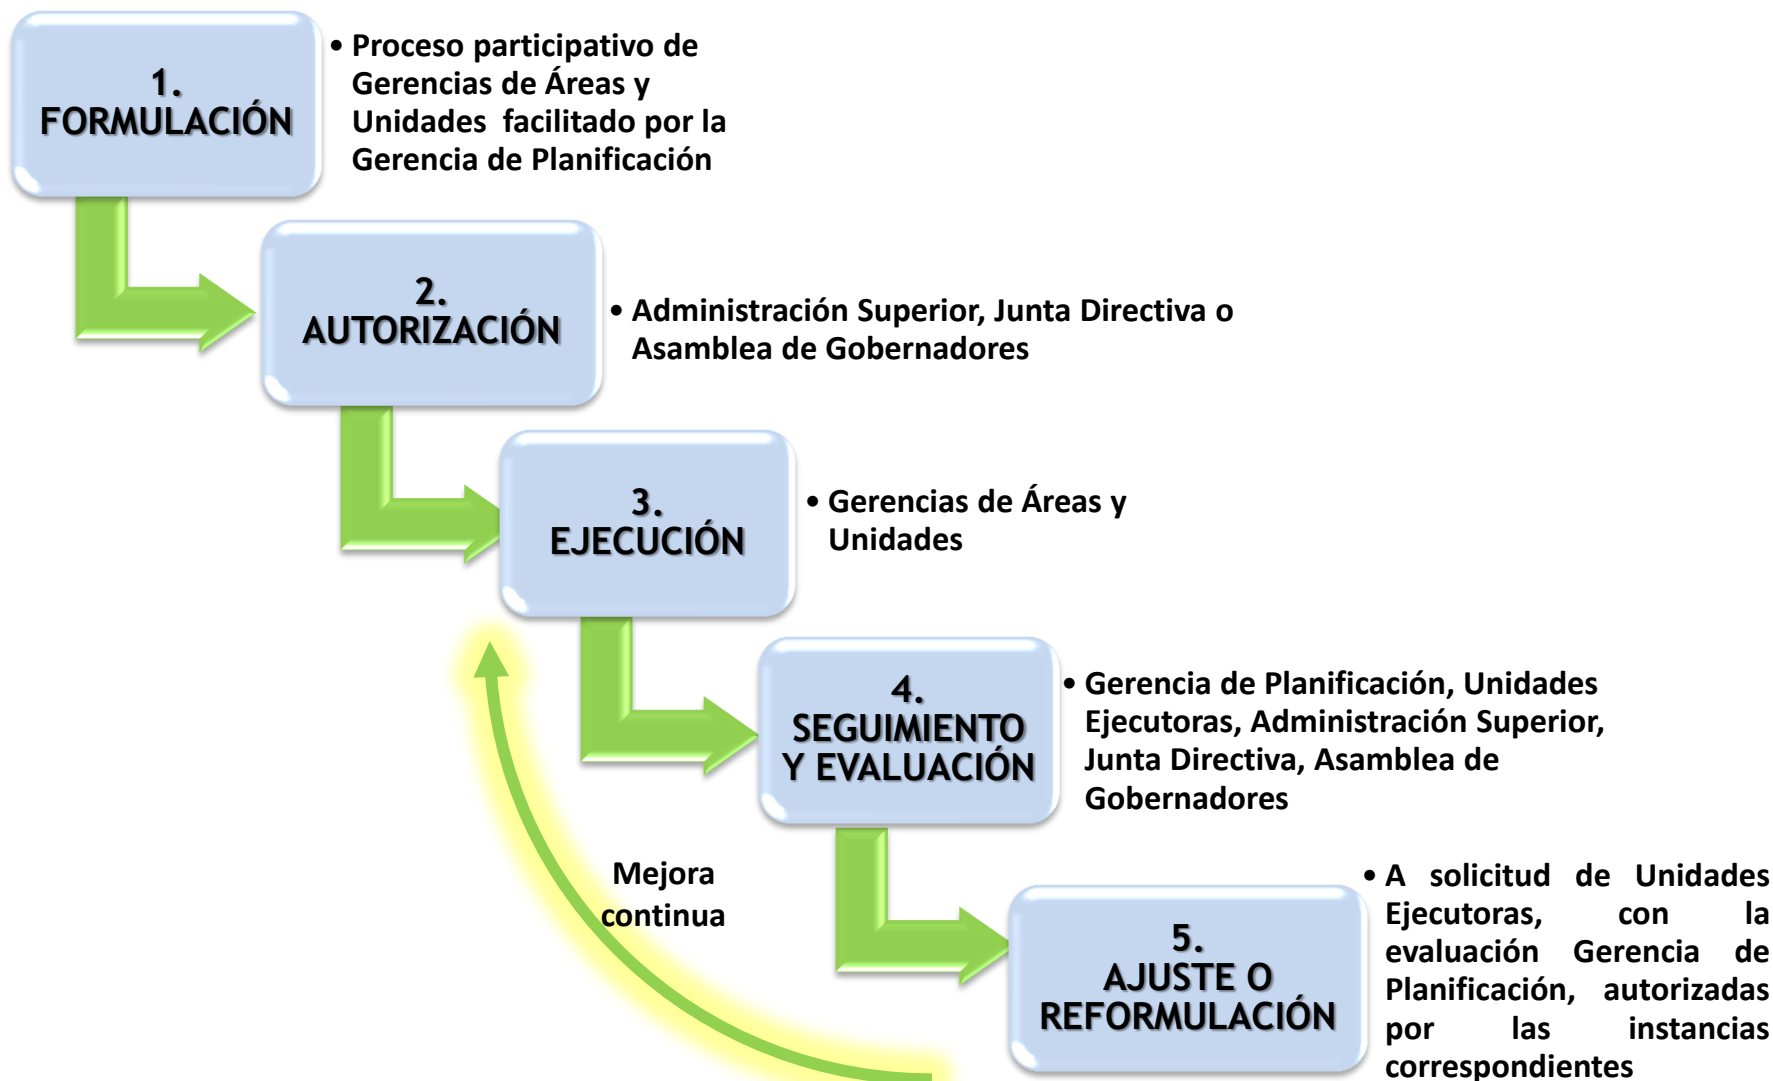 1.
FORMULACIÓN
• Proceso participativo de
Gerencias de Áreas y
Unidades facilitado por la
Gerencia de Planificación
2.
AUTORIZACIÓN
• Administración Superior, Junta Directiva o
Asamblea de Gobernadores
3.
EJECUCIÓN
• Gerencias de Áreas y
Unidades
4.
SEGUIMIENTO
Y EVALUACIÓN
• Gerencia de Planificación, Unidades
Ejecutoras, Administración Superior,
Junta Directiva, Asamblea de
Gobernadores
Mejora
continua
5.
AJUSTE O
REFORMULACIÓN
• A solicitud de Unidades
Ejecutoras, con la
evaluación Gerencia de
Planificación, autorizadas
por las instancias
correspondientes